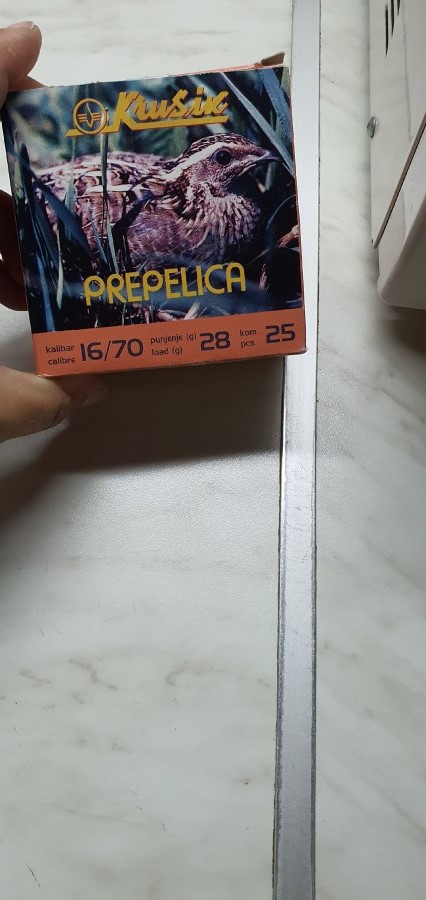 Krušik
PREPELICA
kalibar
calibre
16/70
punjenje (g)
load (g)
28
kom.
pcs.
25